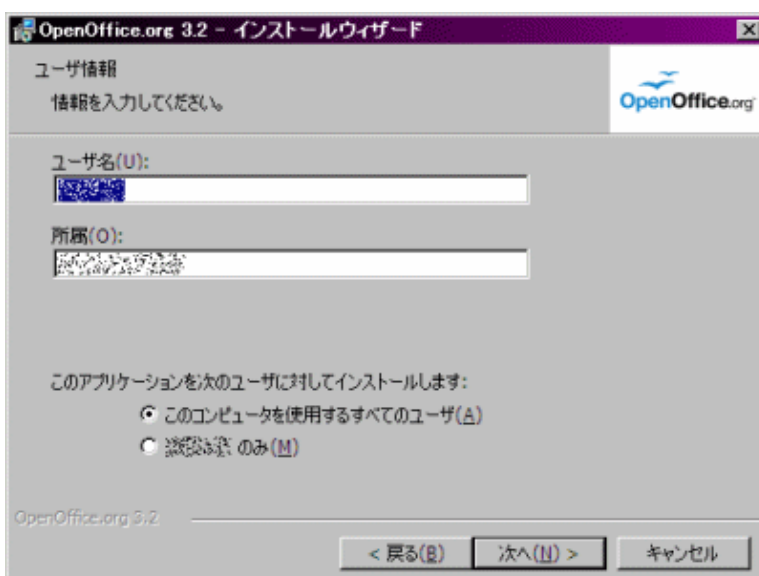 OpenOffice.org 3.2 - インストールウィザード
ユーザ情報
情報を入力してください。
OpenOffice.org
ユーザ名(U):
所属(O):
このアプリケーションを次のユーザに対してインストールします:
このコンピュータを使用するすべてのユーザ(A)
のみ(M)
OpenOffice.org 3.2
< 戻る(B)
次へ(N) >
キャンセル